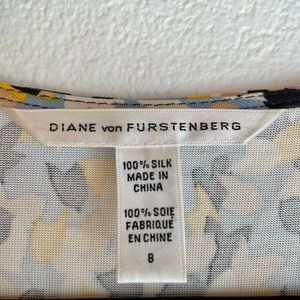 DIANE von FURSTENBERG
100% SILK
MADE IN
CHINA
100% SOIE
FABRIQUÉ
EN CHINE
8